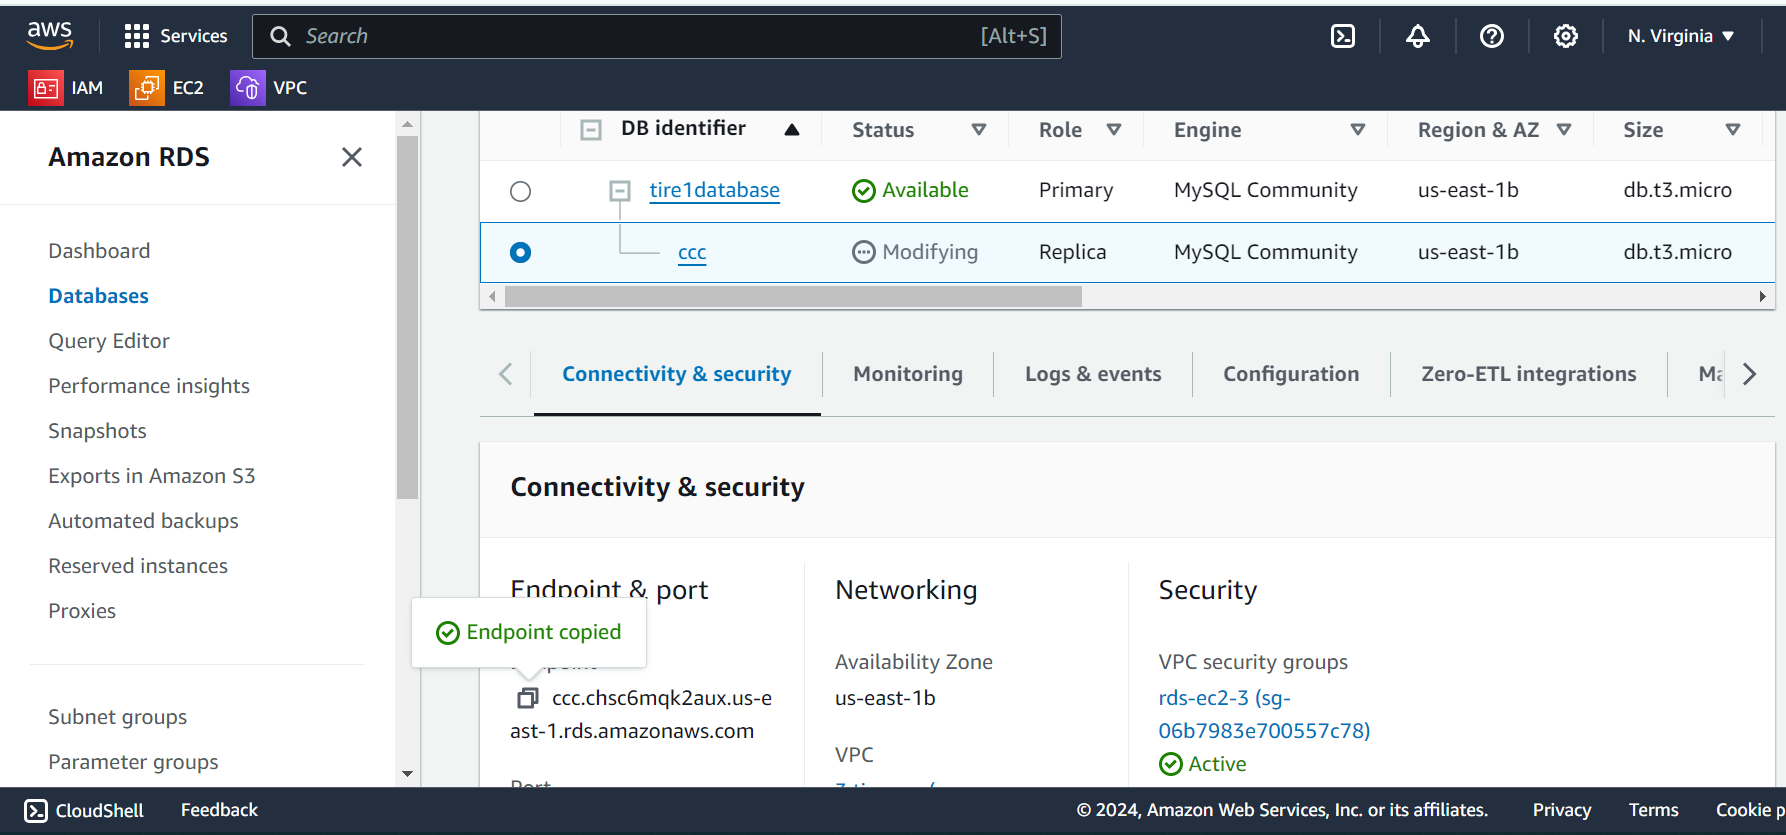 aws
Services
Search
[Alt+S]
N. Virginia
IAM
EC2
VPC
Amazon RDS
Dashboard
Databases
Query Editor
Performance insights
Snapshots
Exports in Amazon S3
Automated backups
Reserved instances
Proxies
Subnet groups
Parameter groups
DB identifier Status Role Engine Region & AZ Size
tire1database Available Primary MySQL Community us-east-1b db.t3.micro
ccc Modifying Replica MySQL Community us-east-1b db.t3.micro
Connectivity & security
Monitoring
Logs & events
Configuration
Zero-ETL integrations
Ma
Connectivity & security
Endpoint & port
Endpoint copied
ccc.chsc6mqk2aux.us-e
ast-1.rds.amazonaws.com
Port
Networking
Availability Zone
us-east-1b
VPC
Security
VPC security groups
rds-ec2-3 (sg-
06b7983e700557c78)
Active
CloudShell
Feedback
© 2024, Amazon Web Services, Inc. or its affiliates.
Privacy
Terms
Cookie p